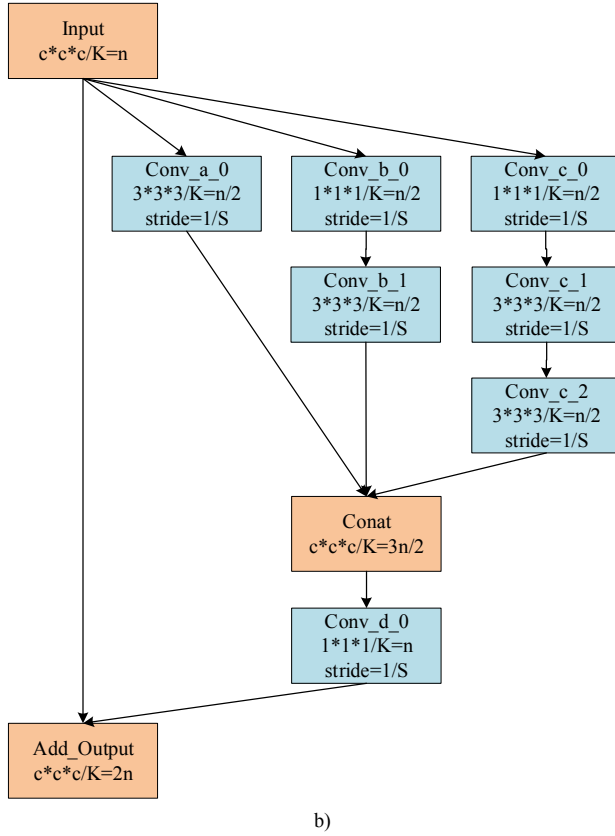 Input
c*c*c/K=n
Conv_a_0
3*3*3/K=n/2
stride=1/S
Conv_b_0
1*1*1/K=n/2
stride=1/S
Conv_c_0
1*1*1/K=n/2
stride=1/S
Conv_b_1
3*3*3/K=n/2
stride=1/S
Conv_c_1
3*3*3/K=n/2
stride=1/S
Conv_c_2
3*3*3/K=n/2
stride=1/S
Conat
c*c*c/K=3n/2
Conv_d_0
1*1*1/K=n
stride=1/S
Add_Output
c*c*c/K=2n
b)